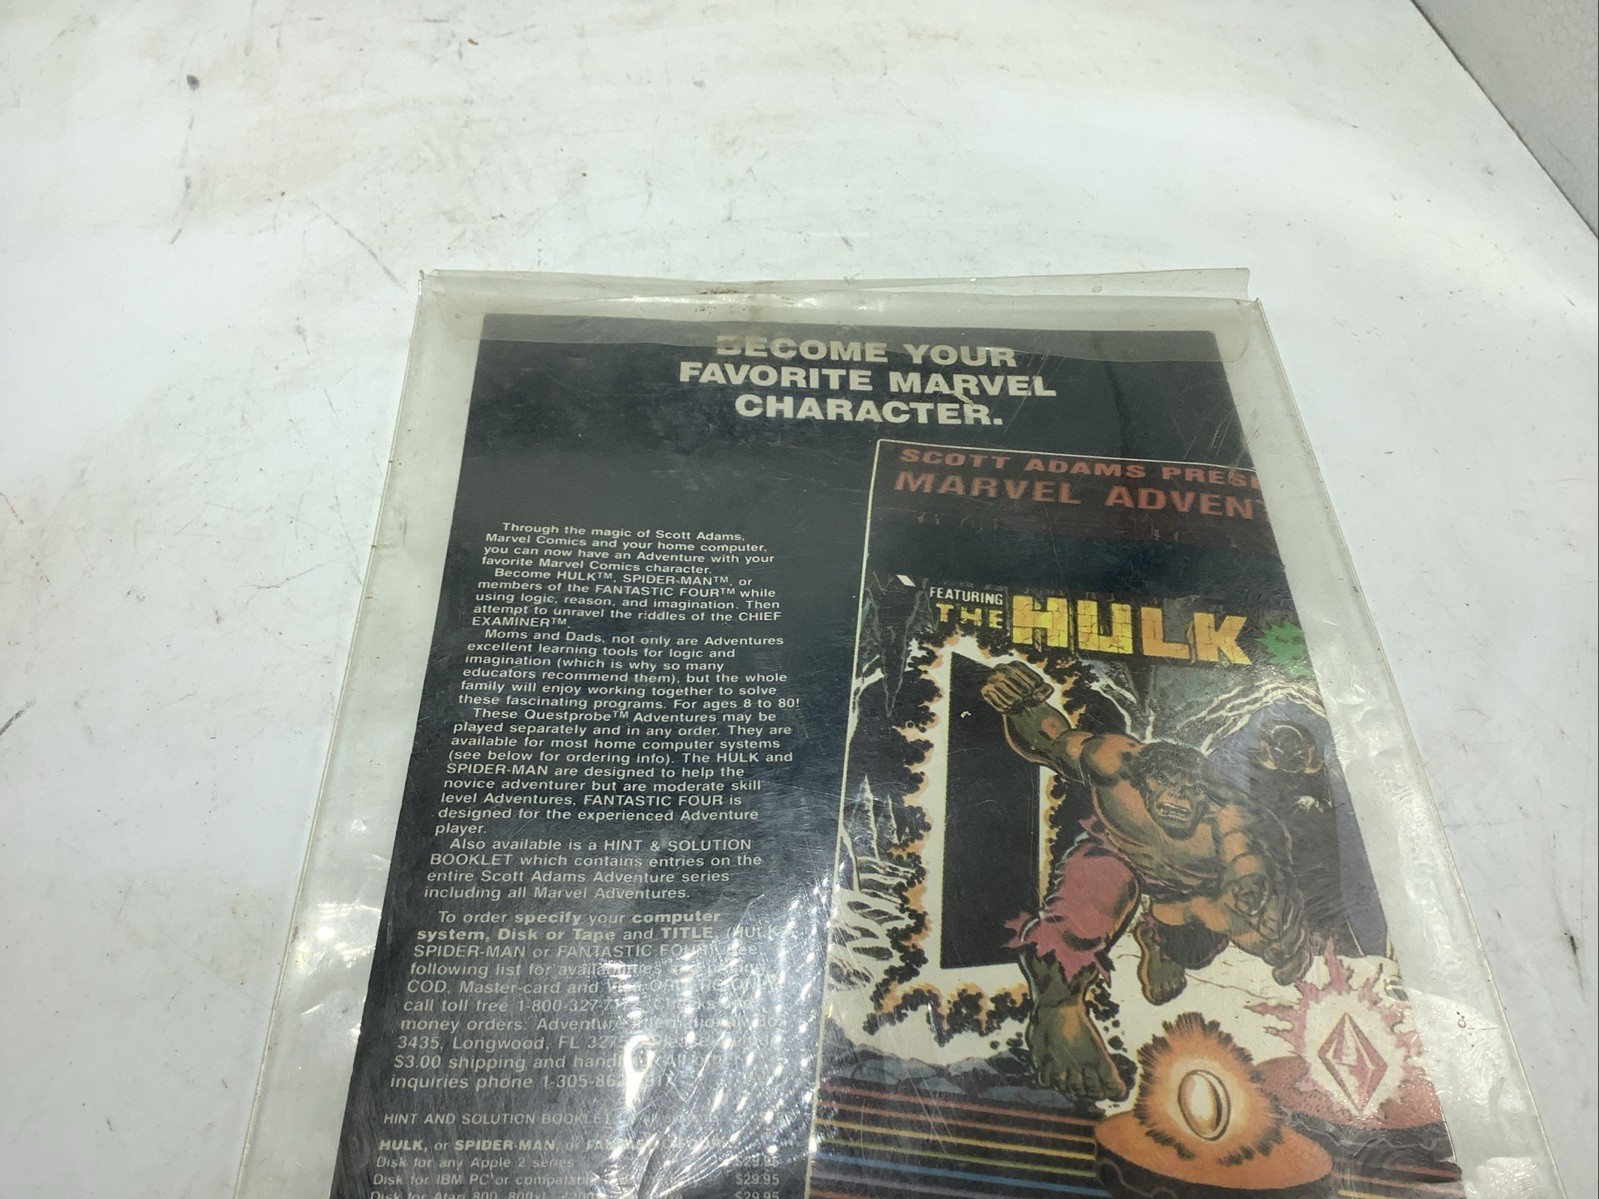 BECOME YOUR
FAVORITE MARVEL
CHARACTER.
SCOTT ADAMS
MARVEL
FEATURING
THE HULK
Through the magic of Scott Adams,
Marvel Comics and your home computer,
you can now have an Adventure with your
favorite Marvel Comics character.
Become HULK™, SPIDER-MAN™, or
members of the FANTASTIC FOUR™ while
using logic, reason, and imagination. Then
attempt to unravel the riddles of the CHIEF
EXAMINER™.
Moms and Dads, not only are Adventures
excellent learning tools for logic and
imagination (which is why so many
educators recommend them), but the whole
family will enjoy working together to solve
these fascinating programs. For ages 8 to 80!
These Questprobe™ Adventures may be
played separately and in any order. They are
available for most home computer systems
(see below for ordering info). The HULK and
SPIDER-MAN are designed to help the
novice adventurer but are moderate skill
level Adventures, FANTASTIC FOUR is
designed for the experienced Adventure
player.
Also available is a HINT & SOLUTION
BOOKLET which contains entries on the
entire Scott Adams Adventure series
including all Marvel Adventures.
To order specify your computer
system, Disk or Tape and TITLE, (HULK
SPIDER-MAN or FANTASTIC
following list for
COD, Master-card and
call toll free
money orders: Adventure
3435, Longwood, FL
$3.00 shipping and
inquiries phone
HINT AND SOLUTION BOOKLET
HULK, or SPIDER-MAN, or
Disk for any Apple 2 series $29.95
Disk for IBM PC or compatable $29.95
Disk for Atari 800, $29.95